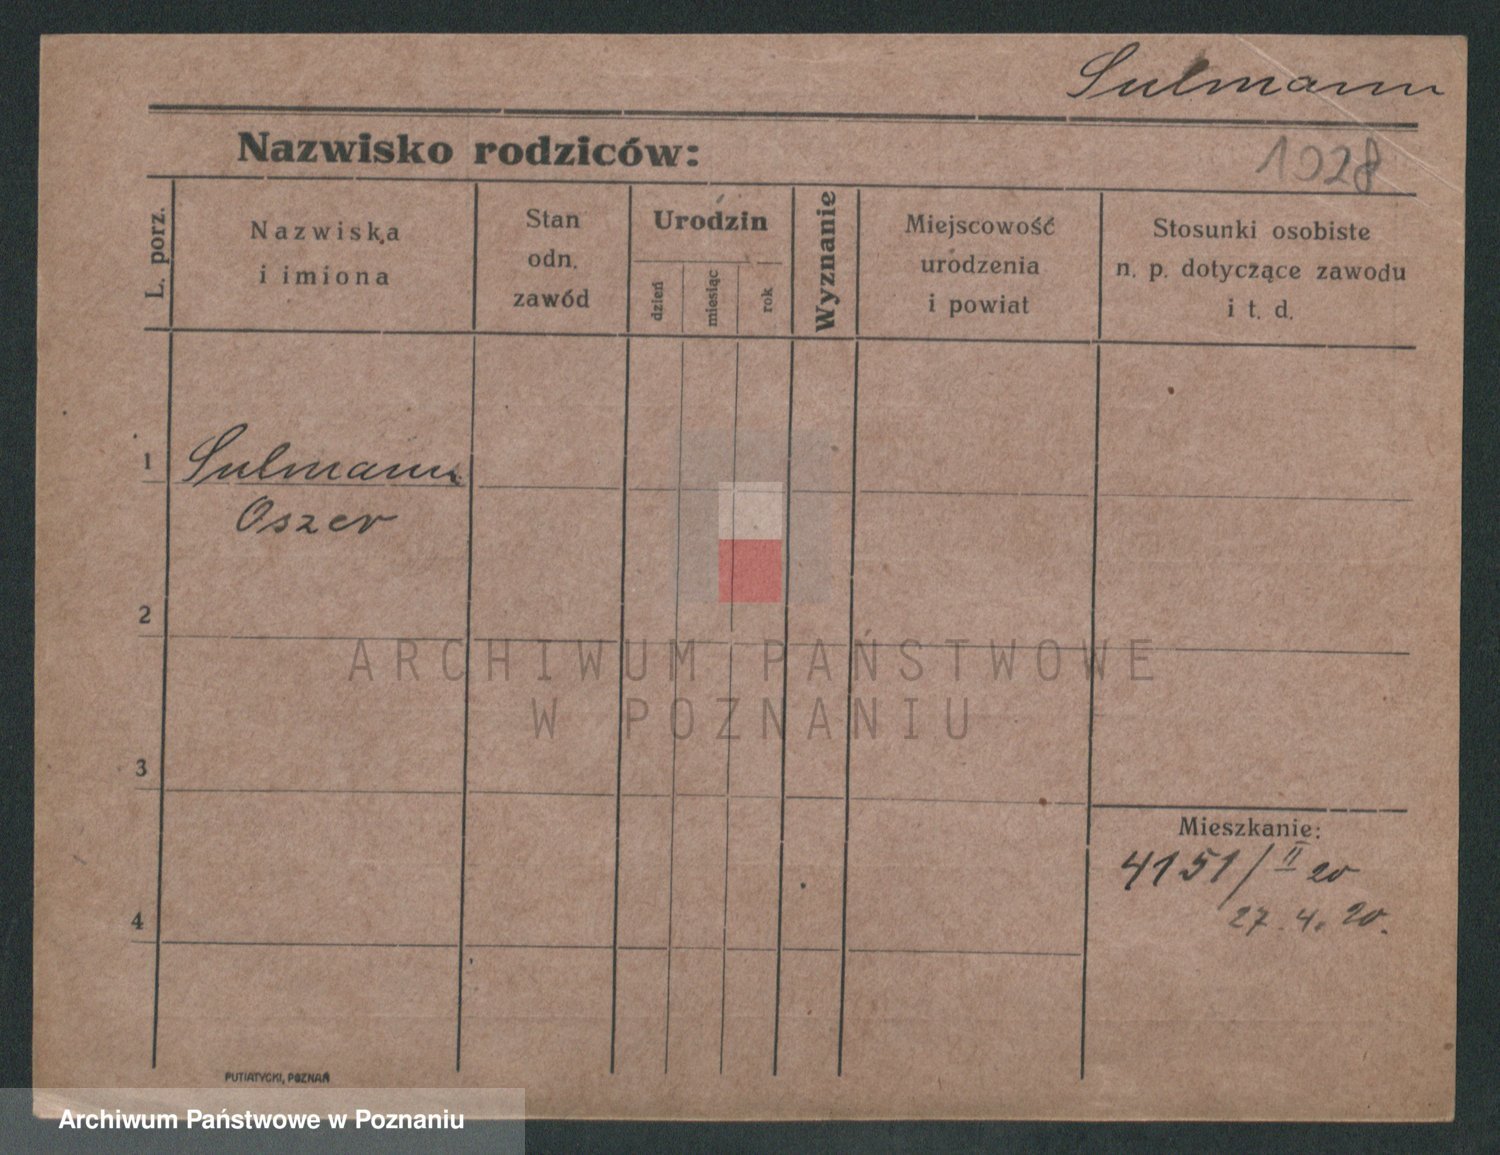 Sulmann
Nazwisko rodziców:
1028
L. porz.
Nazwiska
i imiona
Stan
odn.
zawód
Urodzin
dzień
miesiąc
rok
Wyznanie
Miejscowość
urodzenia
i powiat
Stosunki osobiste
n. p. dotyczące zawodu
i t. d.
1
Sulmann
Oszer
2
ARCHIWUM PAŃSTWOWE
W POZNANIU
3
Mieszkanie:
4151/II 20
27. 4. 20.
4
PUTIATYCKI, POZNAŃ
Archiwum Państwowe w Poznaniu